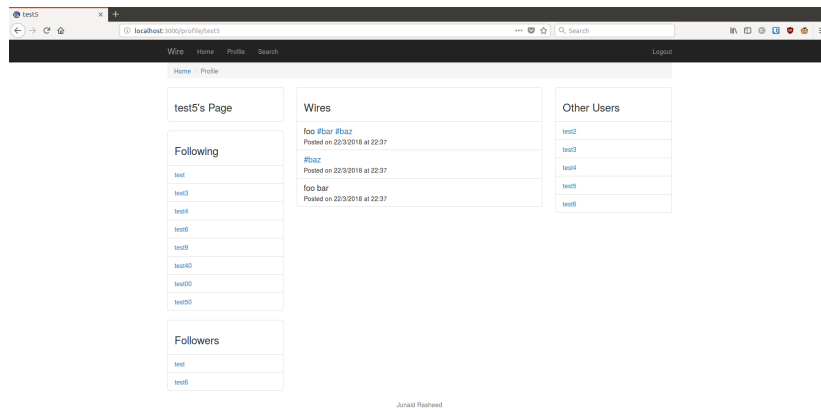 test5
localhost:3000/profile/test5
Search
Wire Home Profile Search Logout
Home / Profile
test5's Page
Following
test
test3
test4
test6
test9
test40
test00
test50
Followers
test
test6
Wires
foo #bar #baz
Posted on 22/3/2018 at 22:37
#baz
Posted on 22/3/2018 at 22:37
foo bar
Posted on 22/3/2018 at 22:37
Other Users
test2
test3
test4
test5
test6
Junaid Rasheed